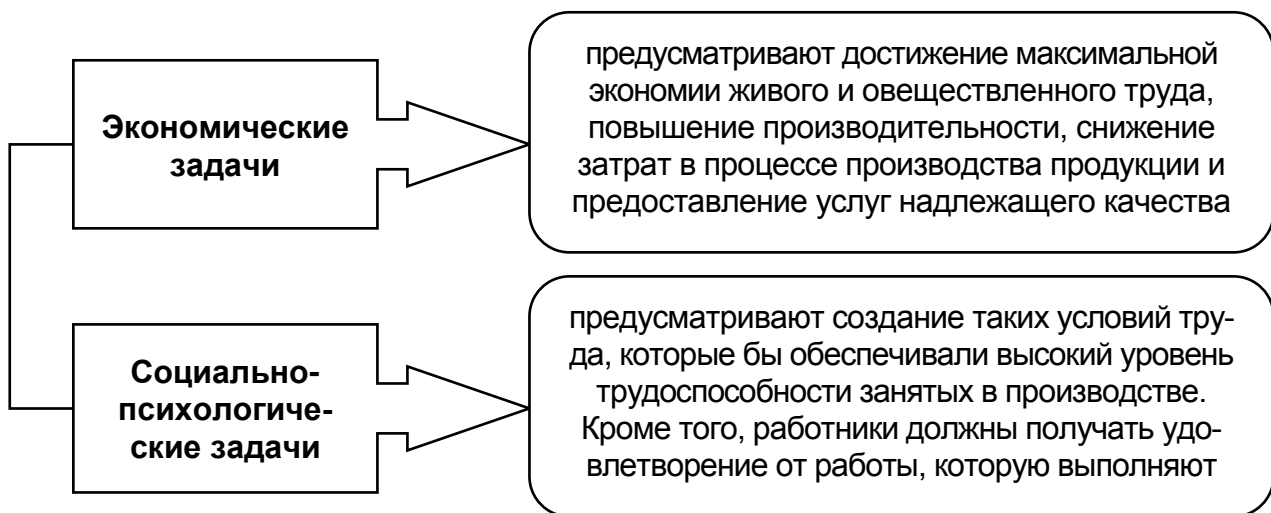 Экономические
задачи
предусматривают достижение максимальной
экономии живого и овеществленного труда,
повышение производительности, снижение
затрат в процессе производства продукции и
предоставление услуг надлежащего качества
Социально-
психологиче-
ские задачи
предусматривают создание таких условий тру-
да, которые бы обеспечивали высокий уровень
трудоспособности занятых в производстве.
Кроме того, работники должны получать удо-
влетворение от работы, которую выполняют